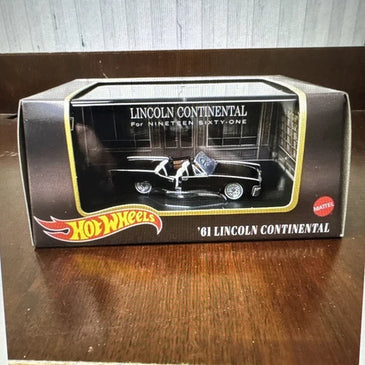 LINCOLN CONTINENTAL
For NINETEEN SIXTY-ONE
HOT WHEELS
MATTEL
'61 LINCOLN CONTINENTAL